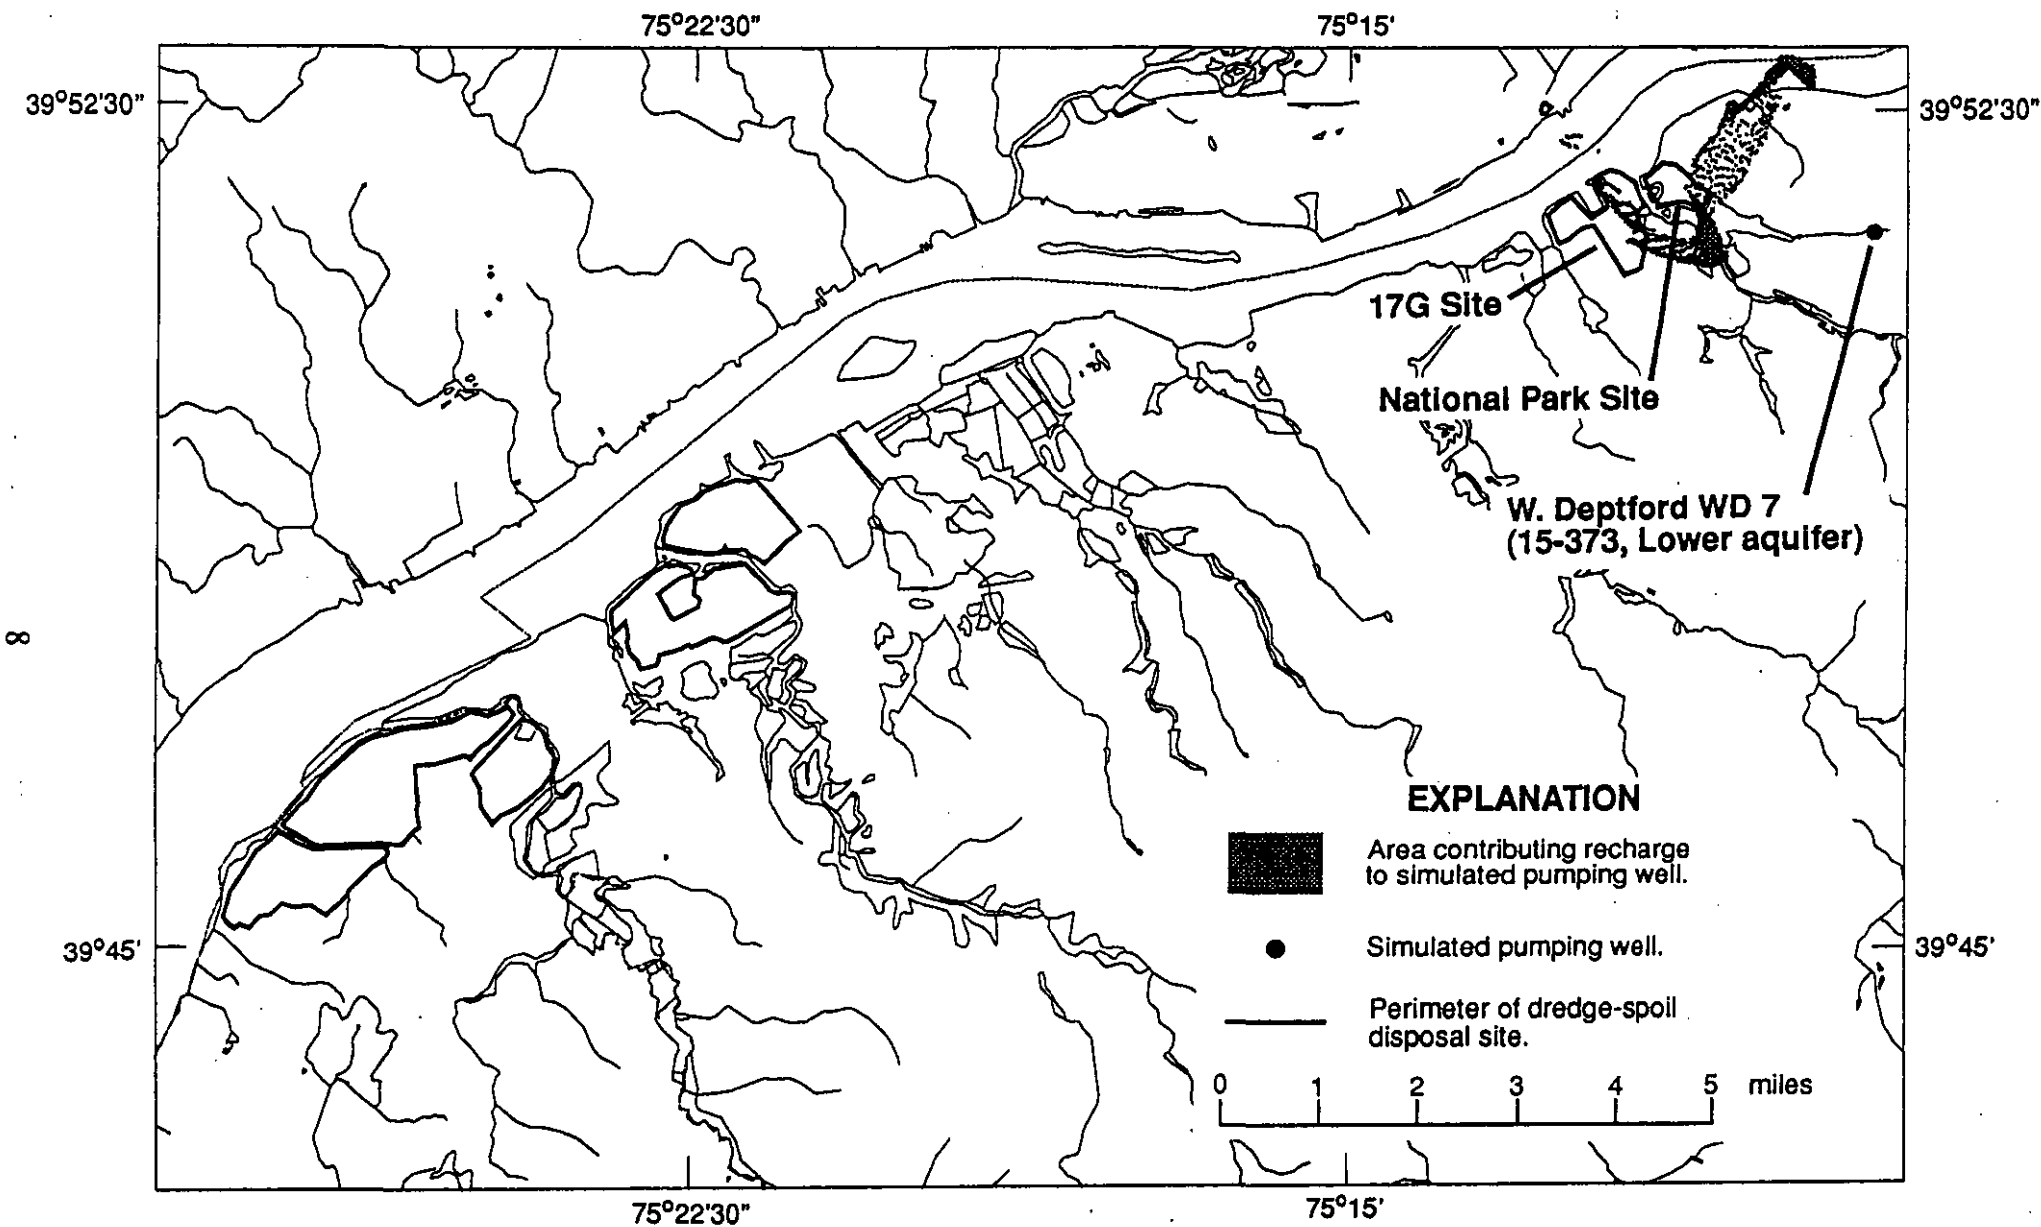 75°22'30"
75°15'
39°52'30"
39°52'30"
17G Site
National Park Site
W. Deptford WD 7
(15-373, Lower aquifer)
8
EXPLANATION
Area contributing recharge
to simulated pumping well.
39°45'
39°45'
Simulated pumping well.
Perimeter of dredge-spoil
disposal site.
0 1 2 3 4 5 miles
75°22'30"
75°15'